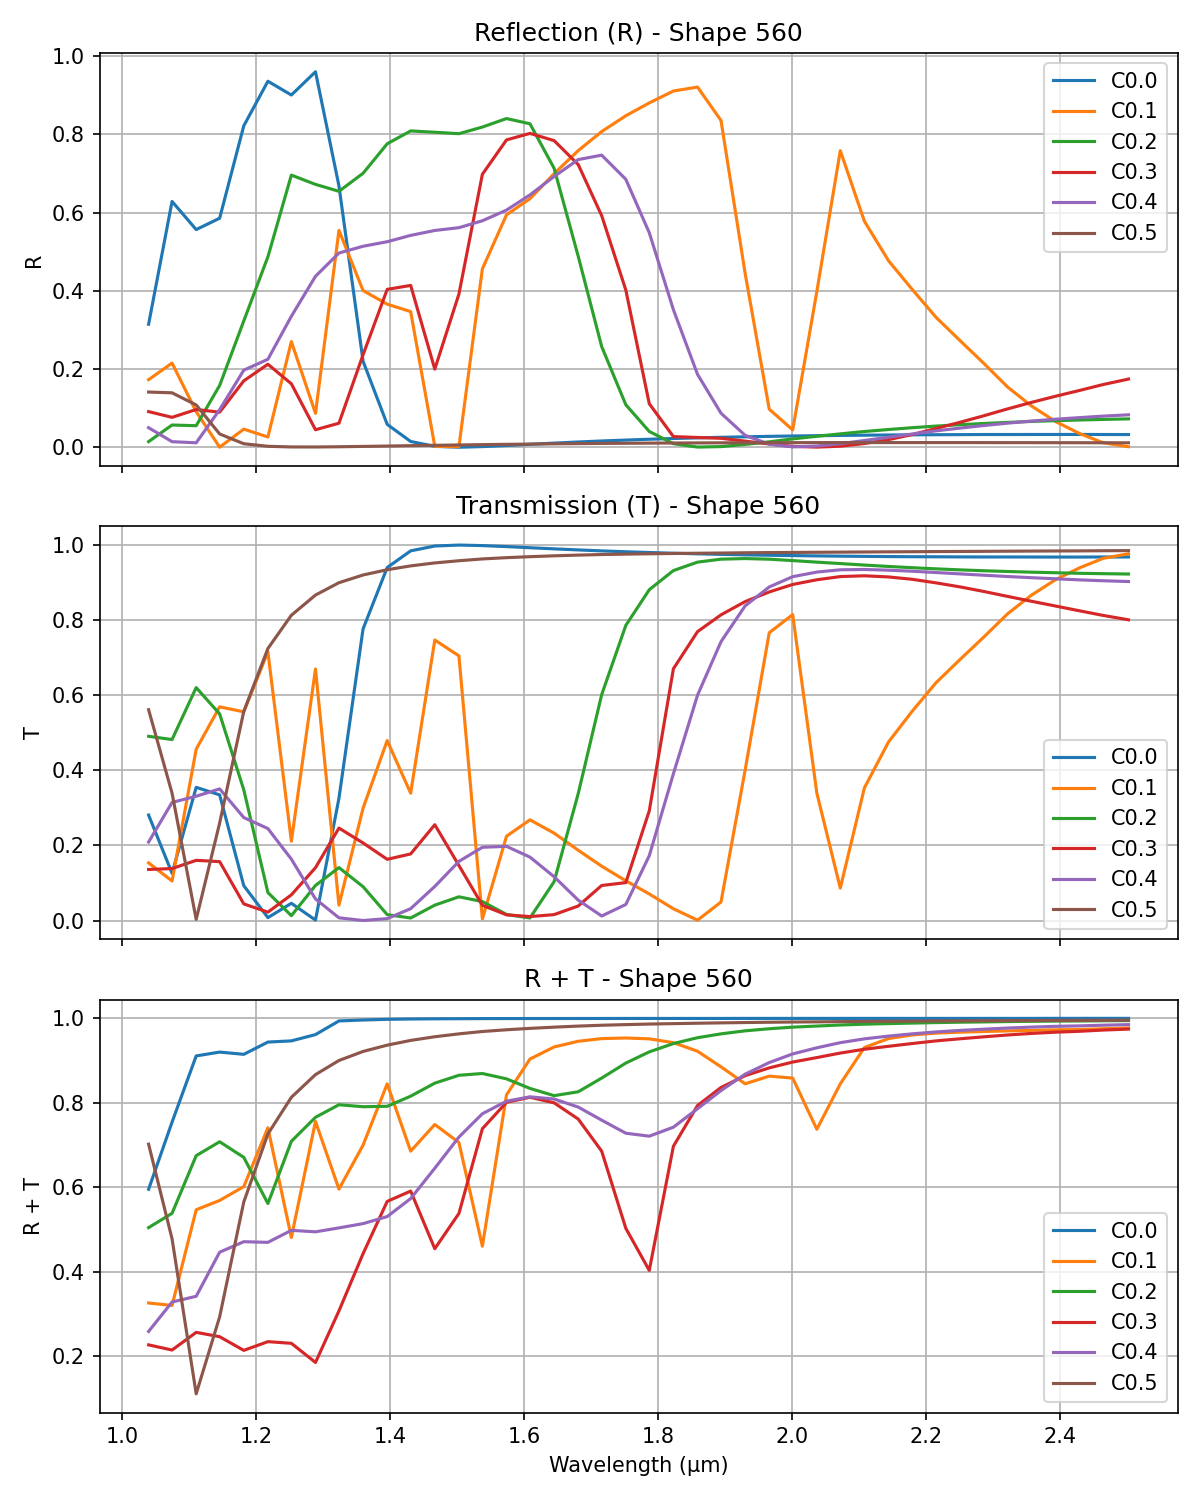 Reflection (R) - Shape 560
1.0
0.8
0.6
0.4
0.2
0.0
R
C0.0
C0.1
C0.2
C0.3
C0.4
C0.5
Transmission (T) - Shape 560
1.0
0.8
0.6
0.4
0.2
0.0
T
C0.0
C0.1
C0.2
C0.3
C0.4
C0.5
R + T - Shape 560
1.0
0.8
0.6
0.4
0.2
R + T
C0.0
C0.1
C0.2
C0.3
C0.4
C0.5
1.0 1.2 1.4 1.6 1.8 2.0 2.2 2.4
Wavelength (µm)